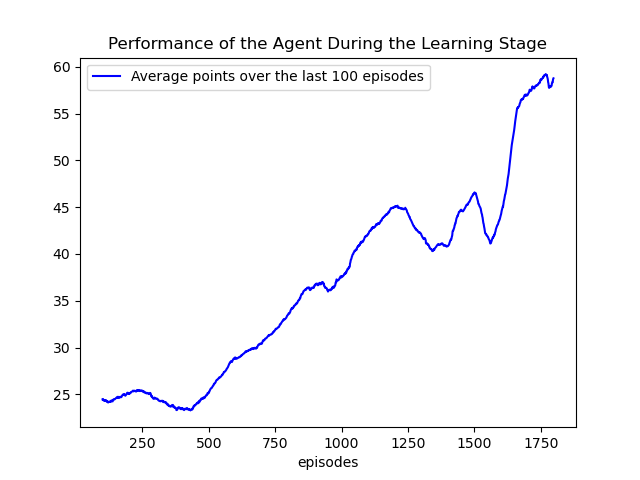 Performance of the Agent During the Learning Stage
Average points over the last 100 episodes
60
55
50
45
40
35
30
25
250 500 750 1000 1250 1500 1750
episodes